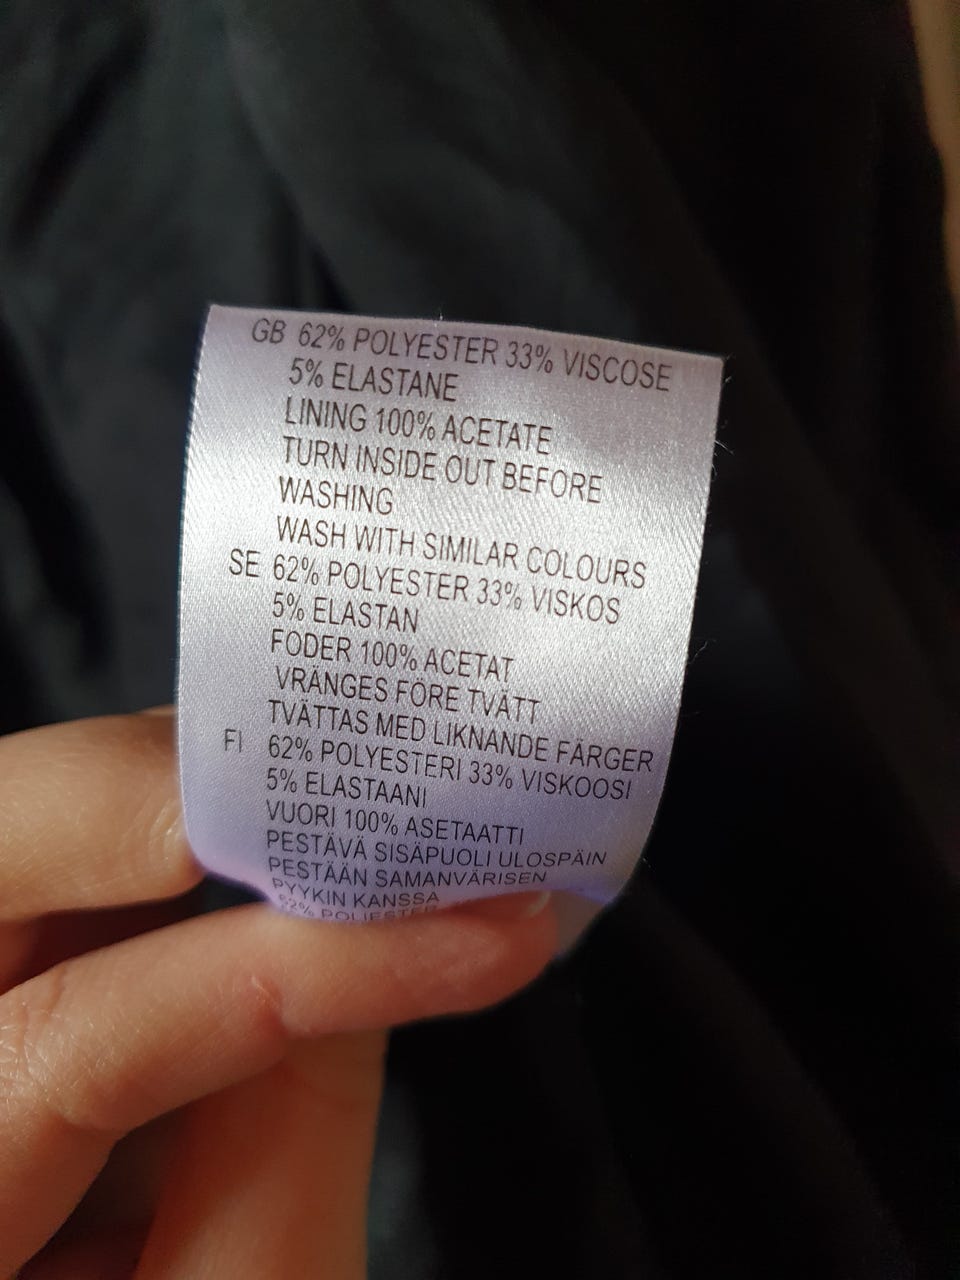 GB 62% POLYESTER 33% VISCOSE
5% ELASTANE
LINING 100% ACETATE
TURN INSIDE OUT BEFORE
WASHING
WASH WITH SIMILAR COLOURS
SE 62% POLYESTER 33% VISKOS
5% ELASTAN
FODER 100% ACETAT
VRÄNGES FÖRE TVÄTT
TVÄTTAS MED LIKNANDE FÄRGER
FI 62% POLYESTERI 33% VISKOOSI
5% ELASTAANI
VUORI 100% ASETAATTI
PESTÄVÄ SISÄPUOLI ULOSPÄIN
PESTÄÄN SAMANVÄRISEN
PYYKIN KANSSA
62% POLIESTER